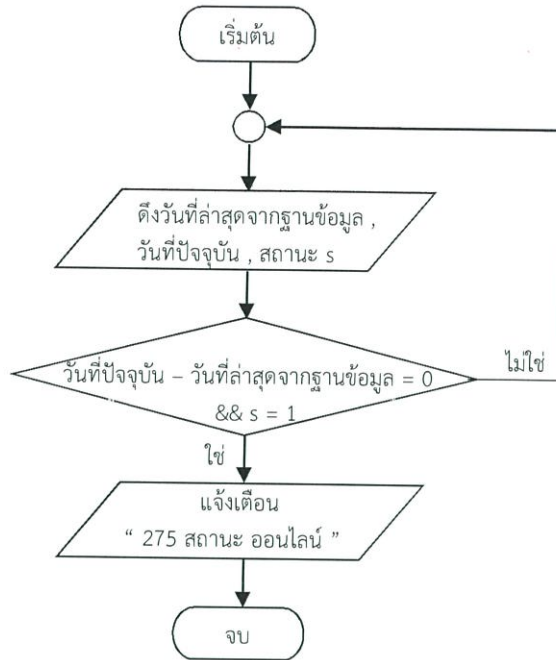 เริ่มต้น
ดึงวันที่ล่าสุดจากฐานข้อมูล ,
วันที่ปัจจุบัน , สถานะ s
วันที่ปัจจุบัน – วันที่ล่าสุดจากฐานข้อมูล = 0
&& s = 1
ไม่ใช่
ใช่
แจ้งเตือน
“ 275 สถานะ ออนไลน์ ”
จบ